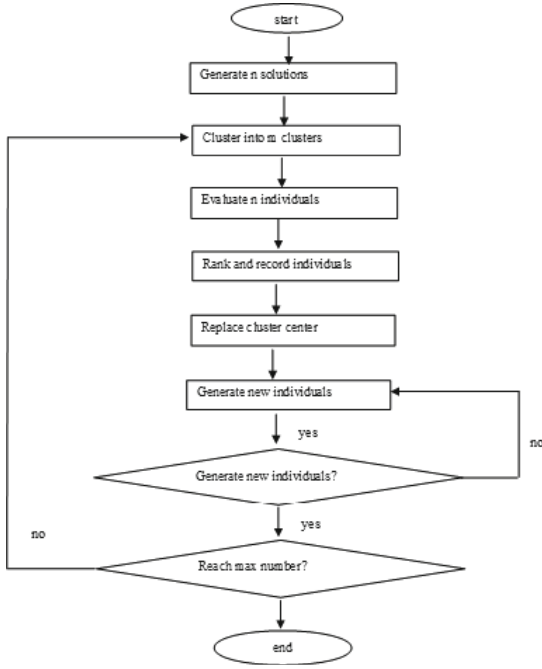 start
Generate n solutions
Cluster into m clusters
Evaluate n individuals
Rank and record individuals
Replace cluster center
Generate new individuals
yes
no
Generate new individuals?
yes
no
Reach max number?
end